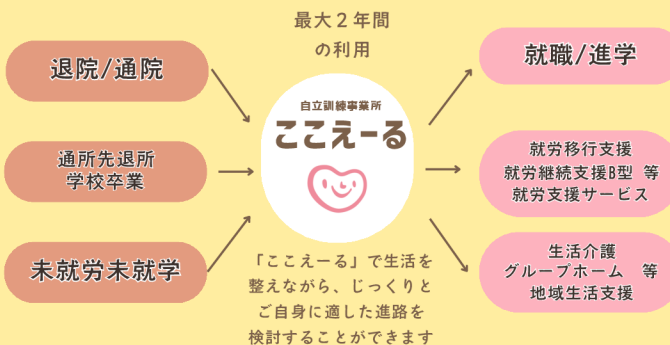 最大２年間
の利用
退院/通院
通所先退所
学校卒業
未就労未就学
自立訓練事業所
ここえーる
就職/進学
就労移行支援
就労継続支援B型 等
就労支援サービス
生活介護
グループホーム　等
地域生活支援
「ここえーる」で生活を
整えながら、じっくりと
ご自身に適した進路を
検討することができます